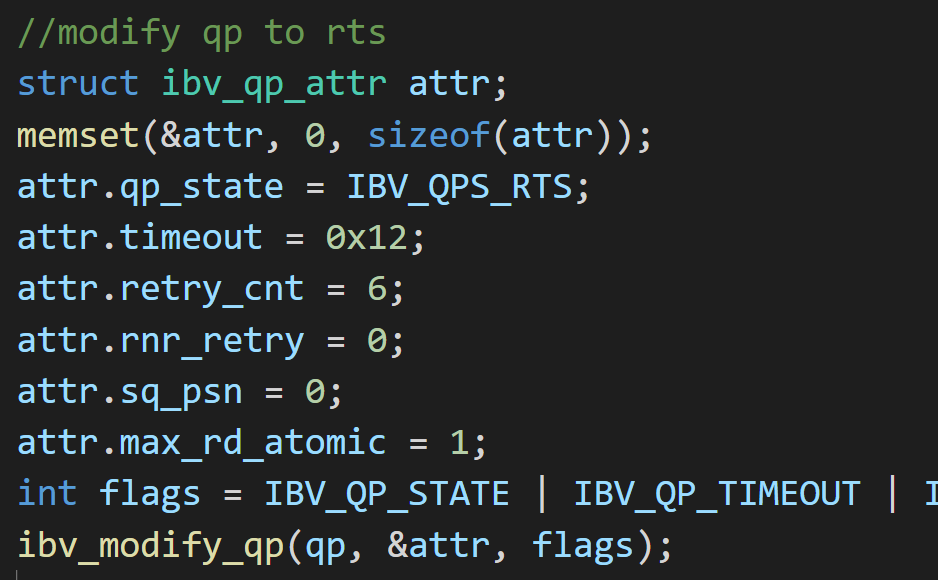 //modify qp to rts
struct ibv_qp_attr attr;
memset(&attr, 0, sizeof(attr));
attr.qp_state = IBV_QPS_RTS;
attr.timeout = 0x12;
attr.retry_cnt = 6;
attr.rnr_retry = 0;
attr.sq_psn = 0;
attr.max_rd_atomic = 1;
int flags = IBV_QP_STATE | IBV_QP_TIMEOUT |
ibv_modify_qp(qp, &attr, flags);